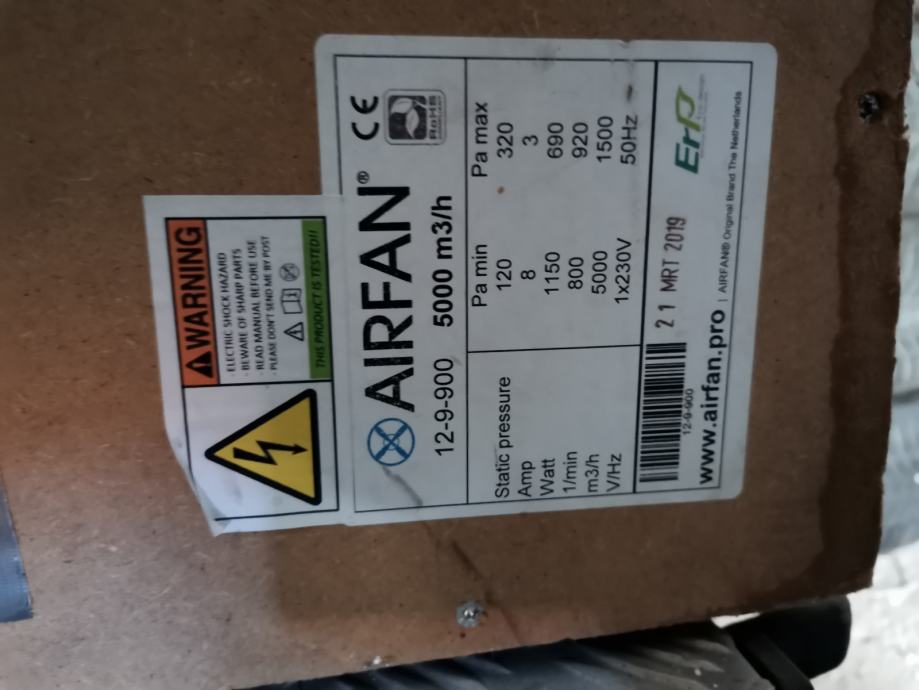 WARNING
- ELECTRIC SHOCK HAZARD
- BEWARE OF SHARP PARTS
- READ MANUAL BEFORE USE
- PLEASE DON'T SEND ME BY POST
THIS PRODUCT IS TESTED!!
AIRFAN®
CE
RoHS
12-9-900 5000 m3/h
Pa min Pa max
Static pressure 120 320
Amp 8 3
Watt 1150 690
1/min 800 920
m3/h 5000 1500
V/Hz 1x230V 50Hz
21 MRT 2019
ErP
12-9-900
www.airfan.pro | AIRFAN® Original Brand The Netherlands